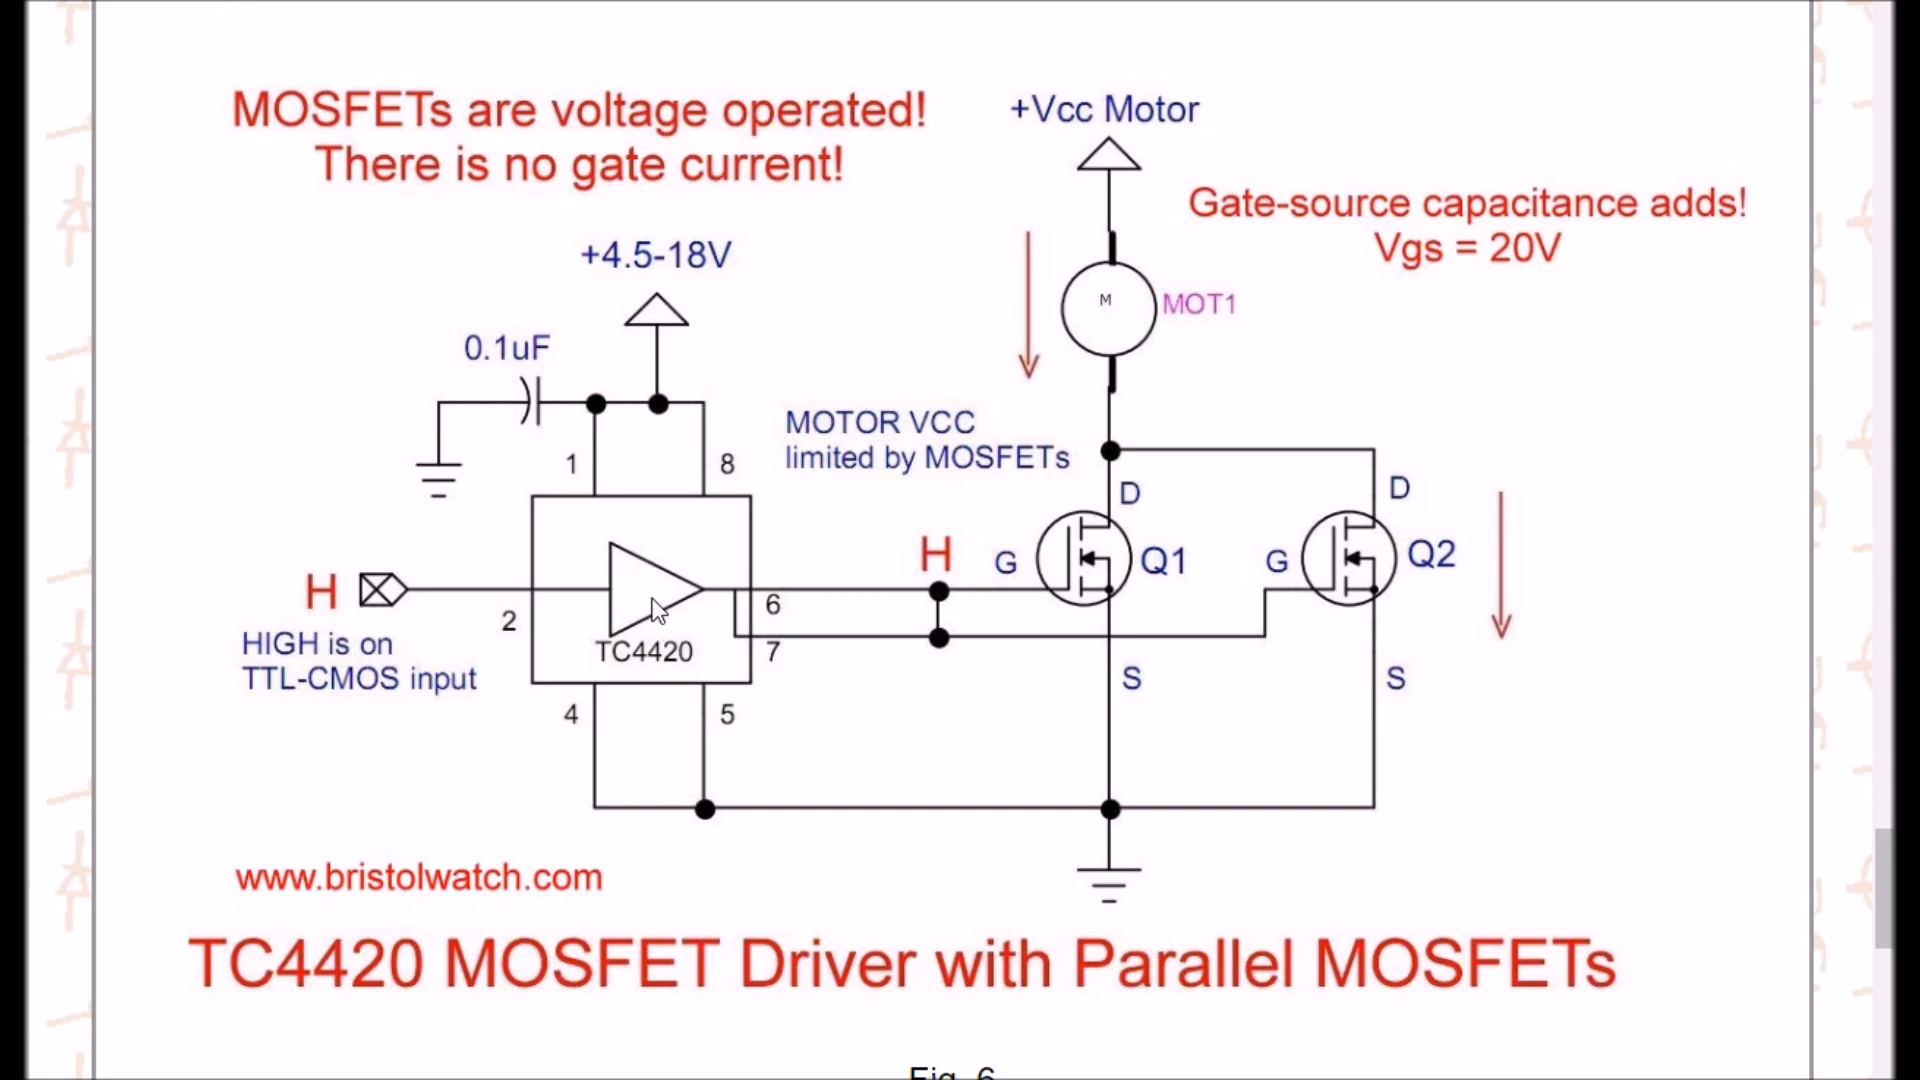 MOSFETs are voltage operated!
There is no gate current!
+Vcc Motor
Gate-source capacitance adds!
Vgs = 20V
+4.5-18V
M
MOT1
0.1uF
MOTOR VCC
limited by MOSFETs
1
8
D
D
H
G
Q1
G
Q2
H
2
6
HIGH is on
TTL-CMOS input
TC4420
7
S
S
4
5
www.bristolwatch.com
TC4420 MOSFET Driver with Parallel MOSFETs
Fig. 6